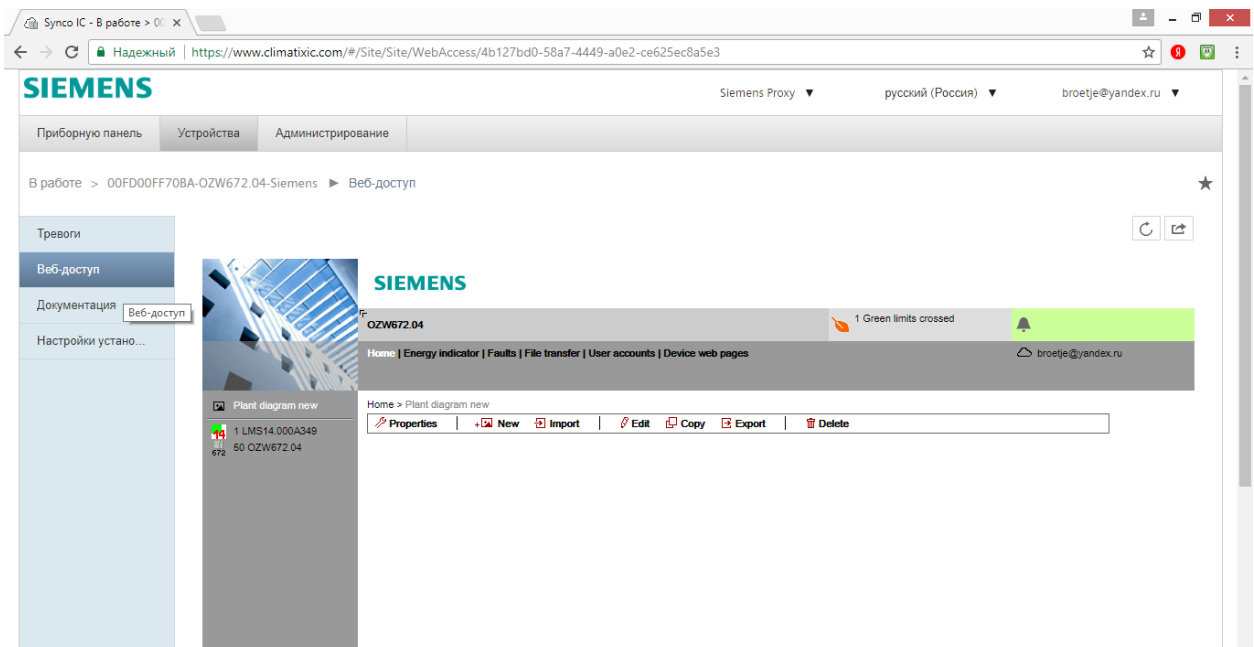 Synco IC - В работе > 00
Надежный | https://www.climatixic.com/#/Site/Site/WebAccess/4b127bd0-58a7-4449-a0e2-ce625ec8a5e3
SIEMENS
Siemens Proxy ▼ русский (Россия) ▼ broetje@yandex.ru ▼
Приборную панель Устройства Администрирование
В работе > 00FD00FF70BA-OZW672.04-Siemens ► Веб-доступ
Тревоги
Веб-доступ
Документация
Веб-доступ
Настройки устано...
SIEMENS
OZW672.04
1 Green limits crossed
Home | Energy indicator | Faults | File transfer | User accounts | Device web pages
broetje@yandex.ru
Plant diagram new
14 1 LMS14.000A349
672 50 OZW672.04
Home > Plant diagram new
Properties | New Import | Edit Copy Export | Delete